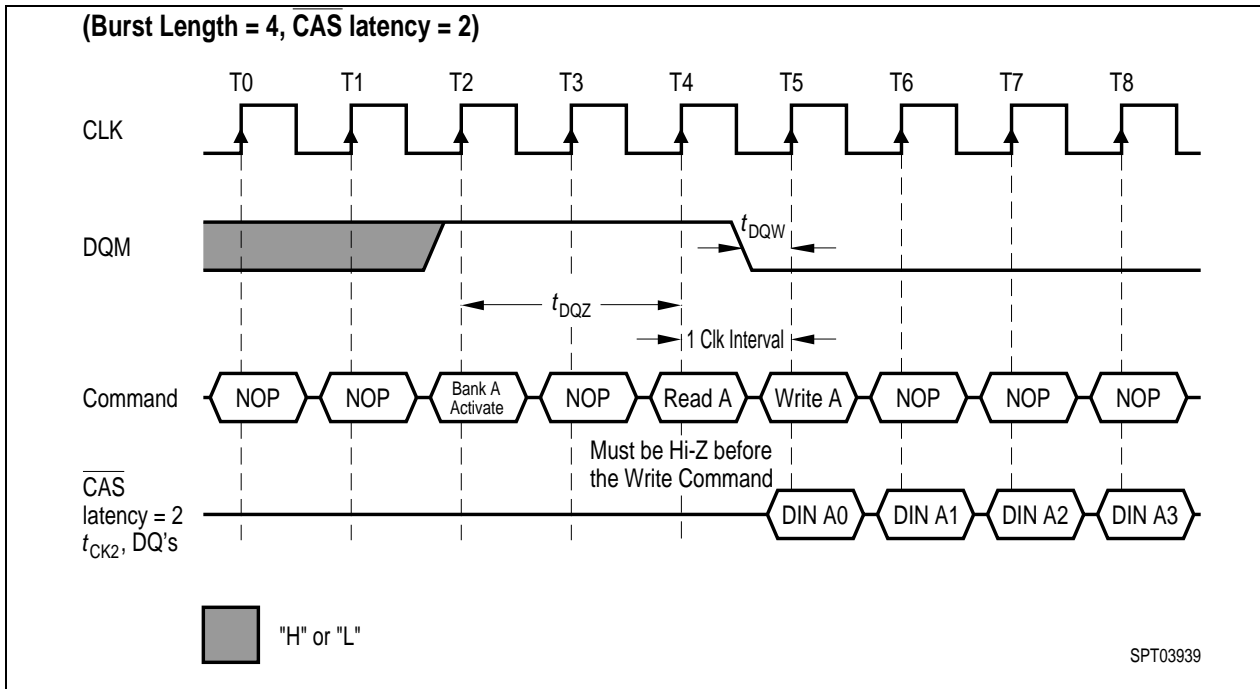 (Burst Length = 4, CAS latency = 2)
T0 T1 T2 T3 T4 T5 T6 T7 T8
CLK
DQM
tDQW
tDQZ
1 Clk Interval
Command
NOP
NOP
Bank A
Activate
NOP
Read A
Write A
NOP
NOP
NOP
Must be Hi-Z before
the Write Command
CAS
latency = 2
tCK2, DQ's
DIN A0
DIN A1
DIN A2
DIN A3
"H" or "L"
SPT03939